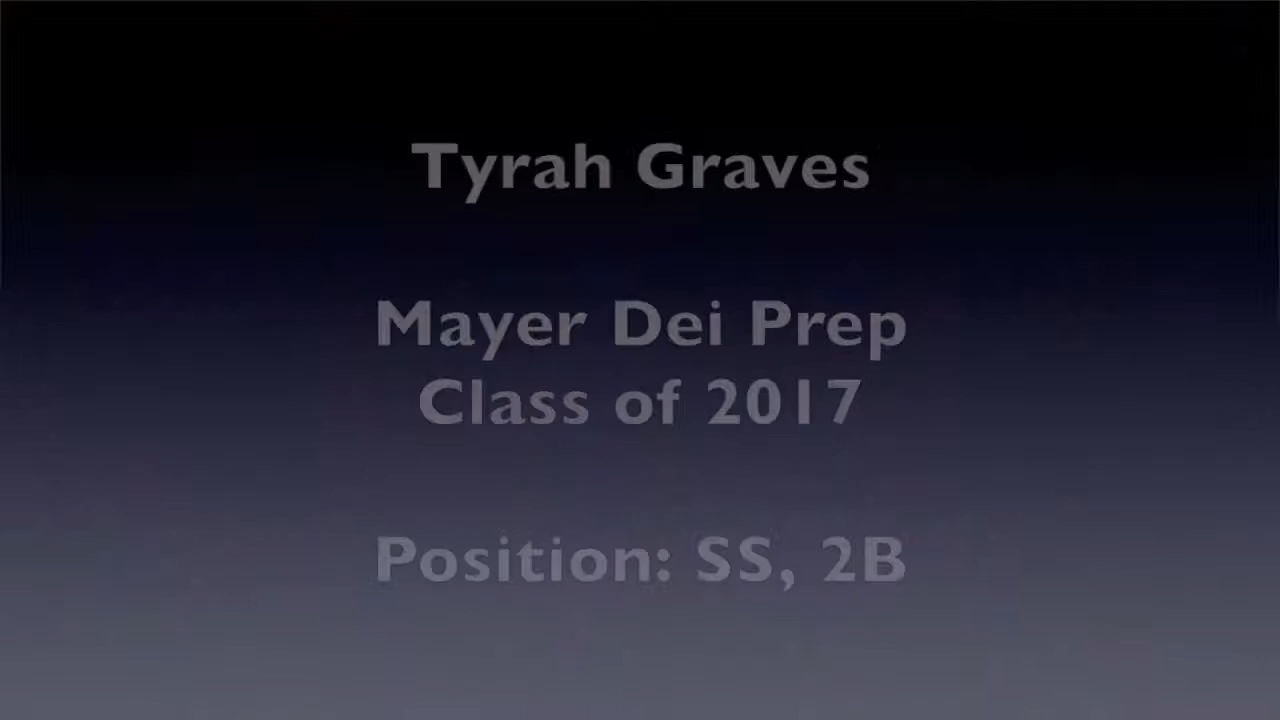 Tyrah Graves
Mayer Dei Prep
Class of 2017
Position: SS, 2B